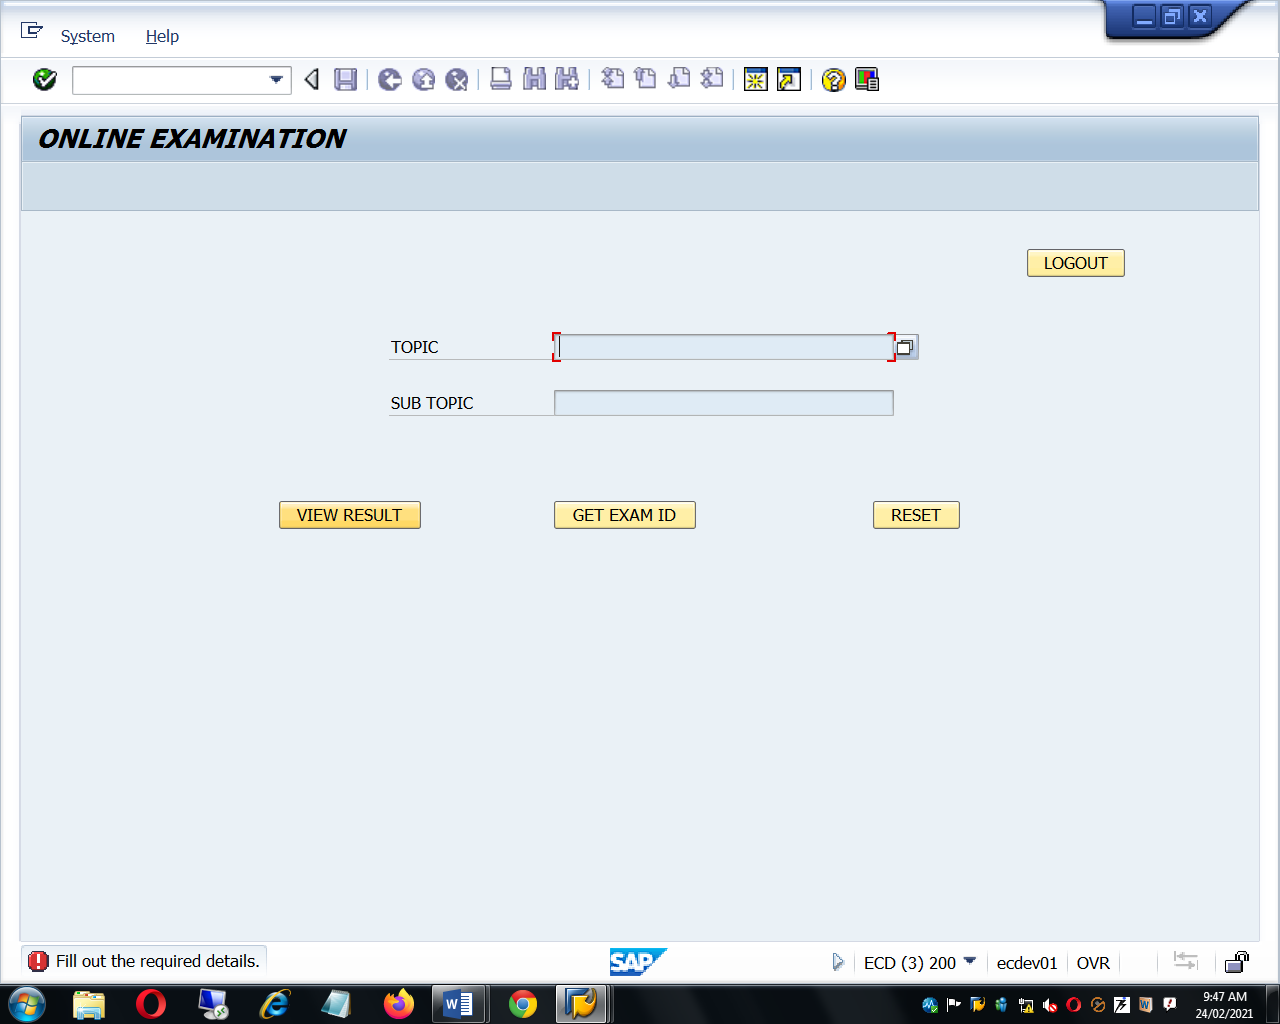 System Help
ONLINE EXAMINATION
LOGOUT
TOPIC
SUB TOPIC
VIEW RESULT GET EXAM ID RESET
Fill out the required details. SAP ECD (3) 200 ecdev01 OVR
9:47 AM
24/02/2021